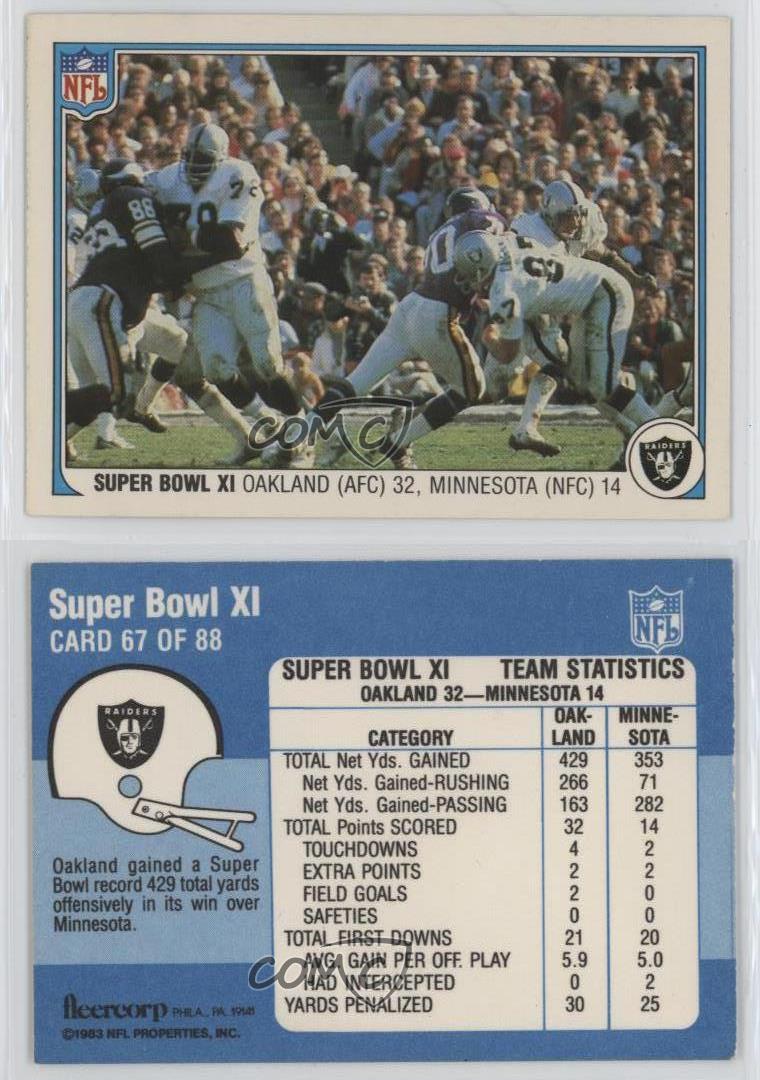 NFL
88
78
RAIDERS
SUPER BOWL XI OAKLAND (AFC) 32, MINNESOTA (NFC) 14
COMC
Super Bowl XI
CARD 67 OF 88
NFL
RAIDERS
SUPER BOWL XI TEAM STATISTICS
OAKLAND 32—MINNESOTA 14
CATEGORY OAK- MINNE-
LAND SOTA
TOTAL Net Yds. GAINED 429 353
Net Yds. Gained-RUSHING 266 71
Net Yds. Gained-PASSING 163 282
TOTAL Points SCORED 32 14
TOUCHDOWNS 4 2
EXTRA POINTS 2 2
FIELD GOALS 2 0
SAFETIES 0 0
TOTAL FIRST DOWNS 21 20
AVG. GAIN PER OFF. PLAY 5.9 5.0
HAD INTERCEPTED 0 2
YARDS PENALIZED 30 25
Oakland gained a Super
Bowl record 429 total yards
offensively in its win over
Minnesota.
COMC
fleercorp PHILA., PA. 19141
©1983 NFL PROPERTIES, INC.